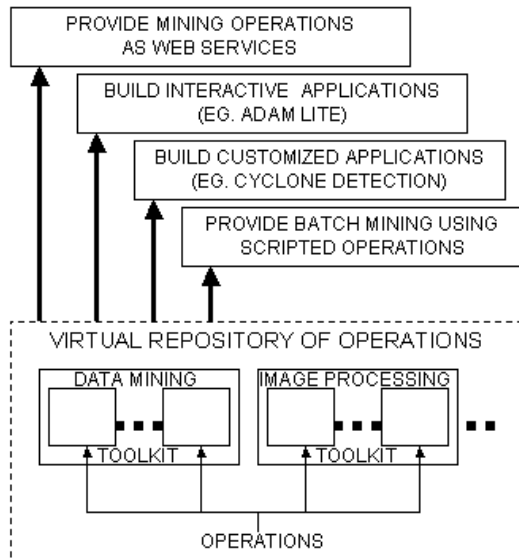 PROVIDE MINING OPERATIONS
AS WEB SERVICES
BUILD INTERACTIVE APPLICATIONS
(EG. ADAM LITE)
BUILD CUSTOMIZED APPLICATIONS
(EG. CYCLONE DETECTION)
PROVIDE BATCH MINING USING
SCRIPTED OPERATIONS
VIRTUAL REPOSITORY OF OPERATIONS
DATA MINING
TOOLKIT
IMAGE PROCESSING
TOOLKIT
OPERATIONS